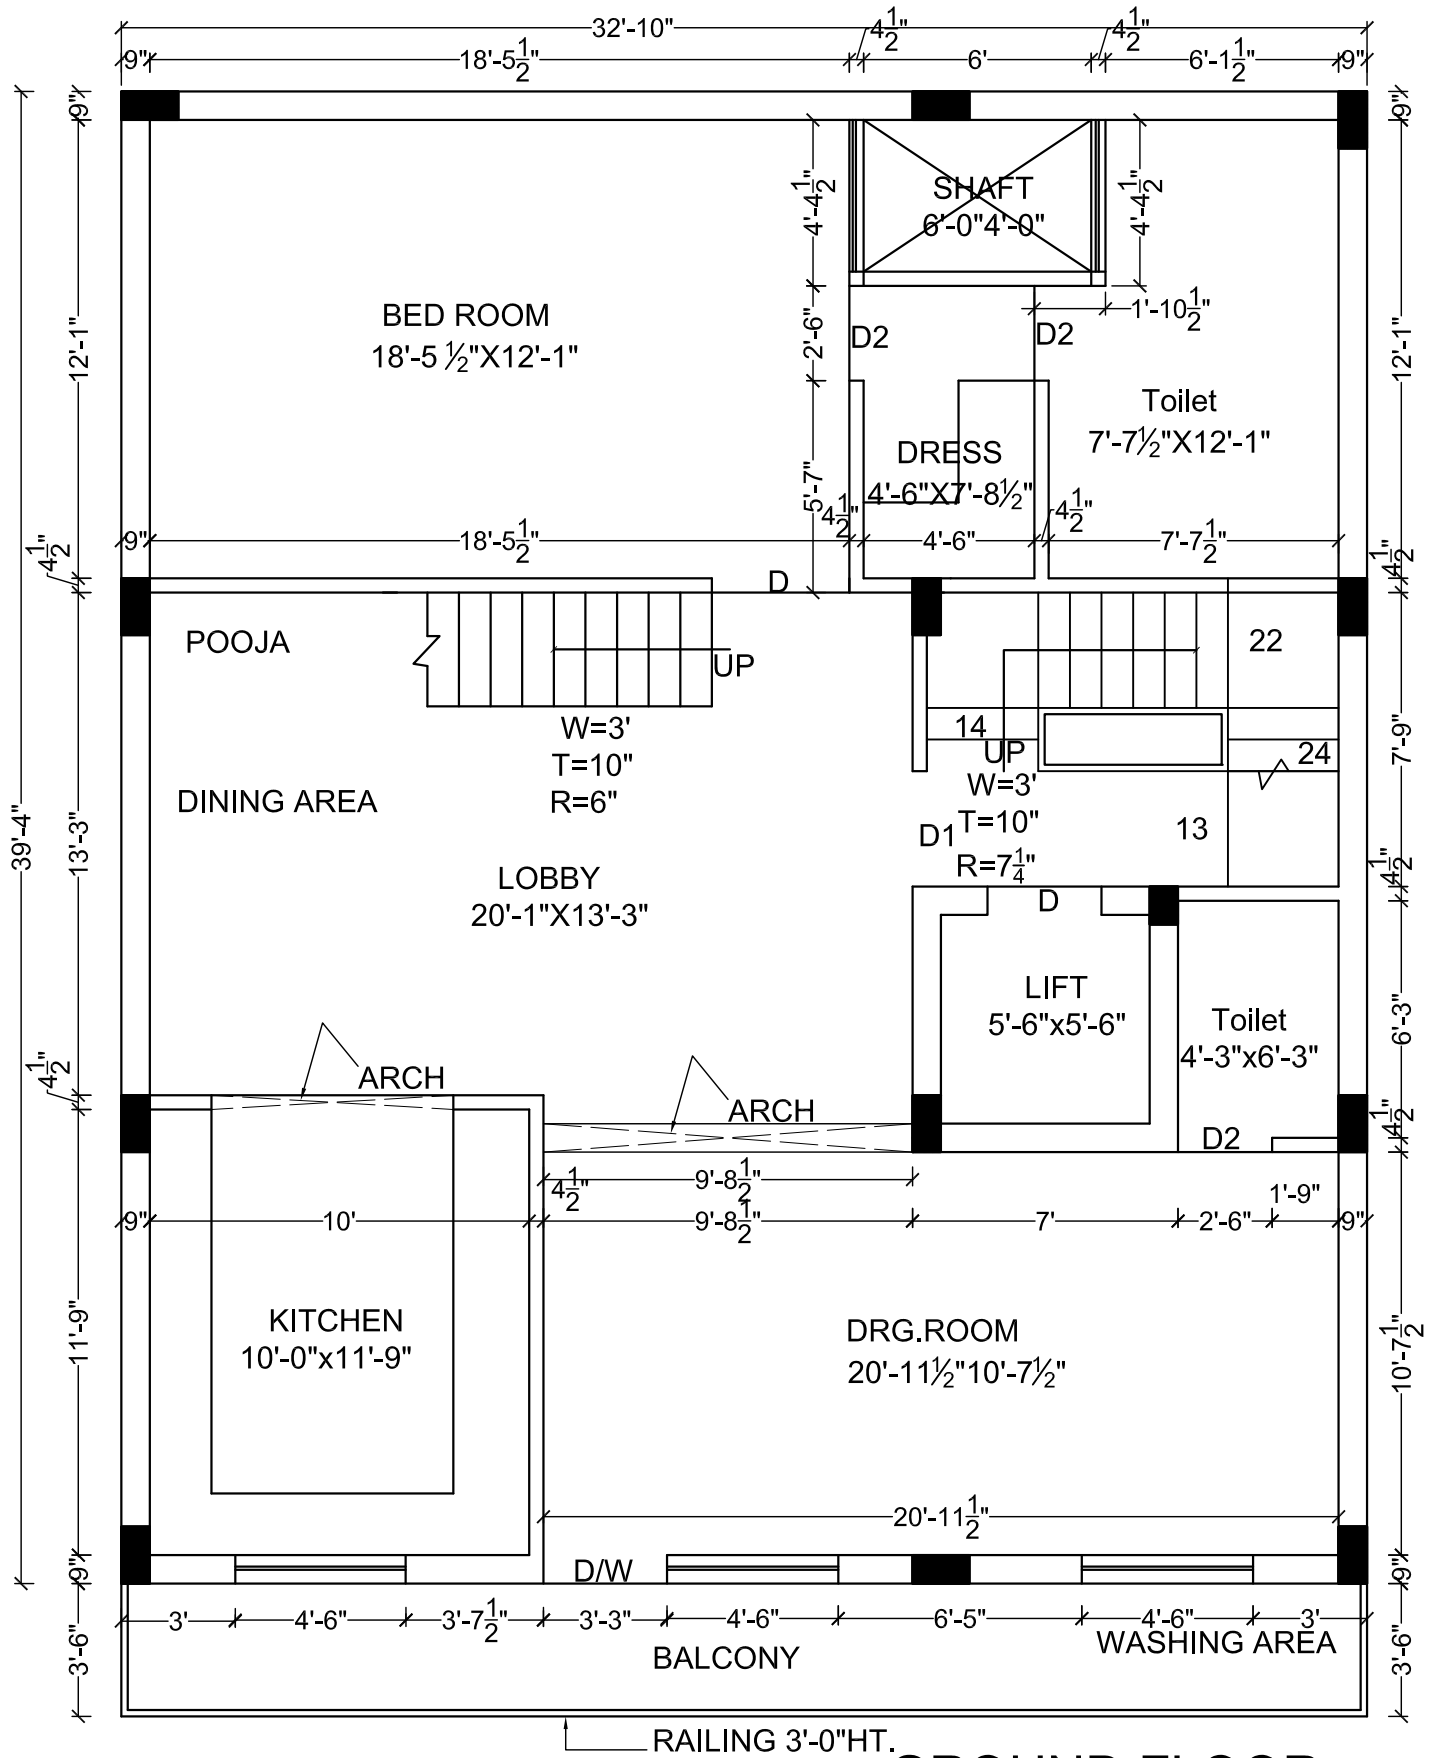 32'-10"
4½"
4½"
9"
18'-5½"
6'
6'-1½"
9"
9"
9"
4'-4½"
SHAFT
6'-0"4'-0"
4'-4½"
BED ROOM
18'-5 ½"X12'-1"
12'-1"
2'-6"
D2
D2
1'-10½"
12'-1"
Toilet
7'-7½"X12'-1"
DRESS
4'-6"X7'-8½"
5'-7"
4½"
4½"
4½"
9"
18'-5½"
4'-6"
7'-7½"
4½"
D
POOJA
UP
22
W=3'
T=10"
R=6"
14
UP
24
W=3'
T=10"
R=7¼"
D1
13
7'-9"
DINING AREA
39'-4"
13'-3"
LOBBY
20'-1"X13'-3"
4½"
D
LIFT
5'-6"x5'-6"
Toilet
4'-3"x6'-3"
6'-3"
4½"
ARCH
ARCH
4½"
D2
4½"
9'-8½"
1'-9"
9"
10'
9'-8½"
7'
2'-6"
9"
KITCHEN
10'-0"x11'-9"
11'-9"
DRG.ROOM
20'-11½"10'-7½"
10'-7½"
20'-11½"
9"
D/W
9"
3'
4'-6"
3'-7½"
3'-3"
4'-6"
6'-5"
4'-6"
3'
3'-6"
BALCONY
WASHING AREA
3'-6"
RAILING 3'-0"HT.
GROUND FLOOR